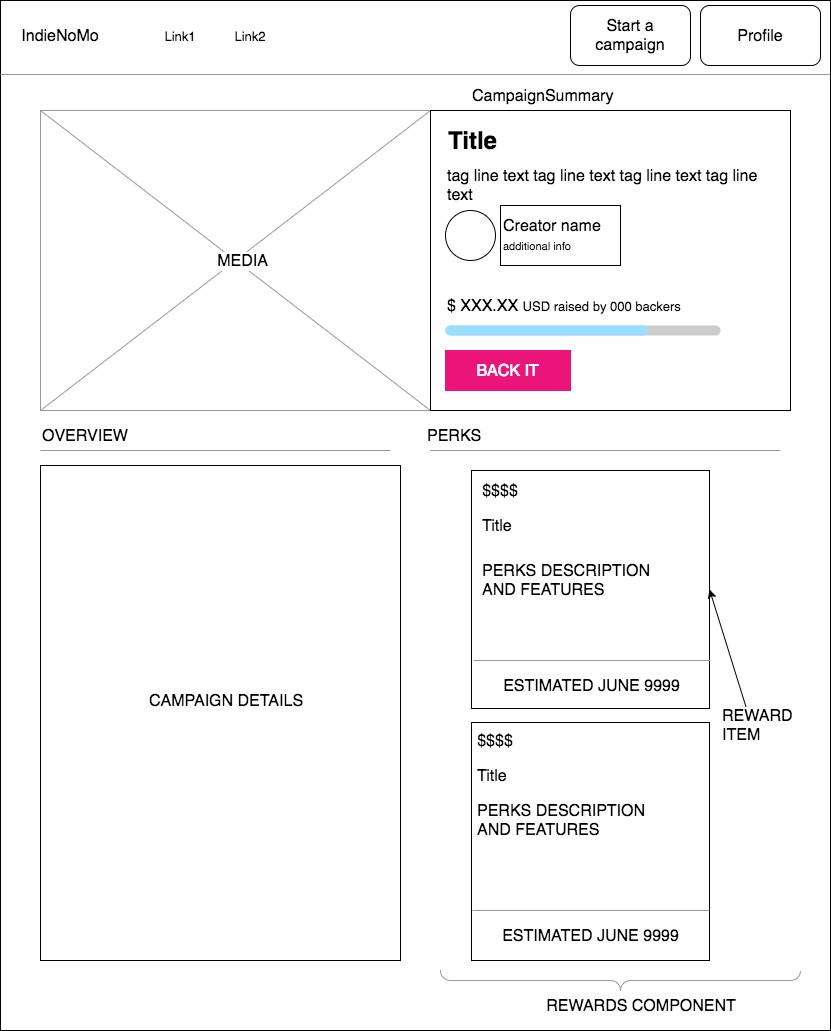 IndieNoMo
Link1
Link2
Start a
campaign
Profile
CampaignSummary
MEDIA
Title
tag line text tag line text tag line text tag line
text
Creator name
additional info
$ XXX.XX USD raised by 000 backers
BACK IT
OVERVIEW
CAMPAIGN DETAILS
PERKS
$$$$
Title
PERKS DESCRIPTION
AND FEATURES
ESTIMATED JUNE 9999
REWARD
ITEM
$$$$
Title
PERKS DESCRIPTION
AND FEATURES
ESTIMATED JUNE 9999
REWARDS COMPONENT